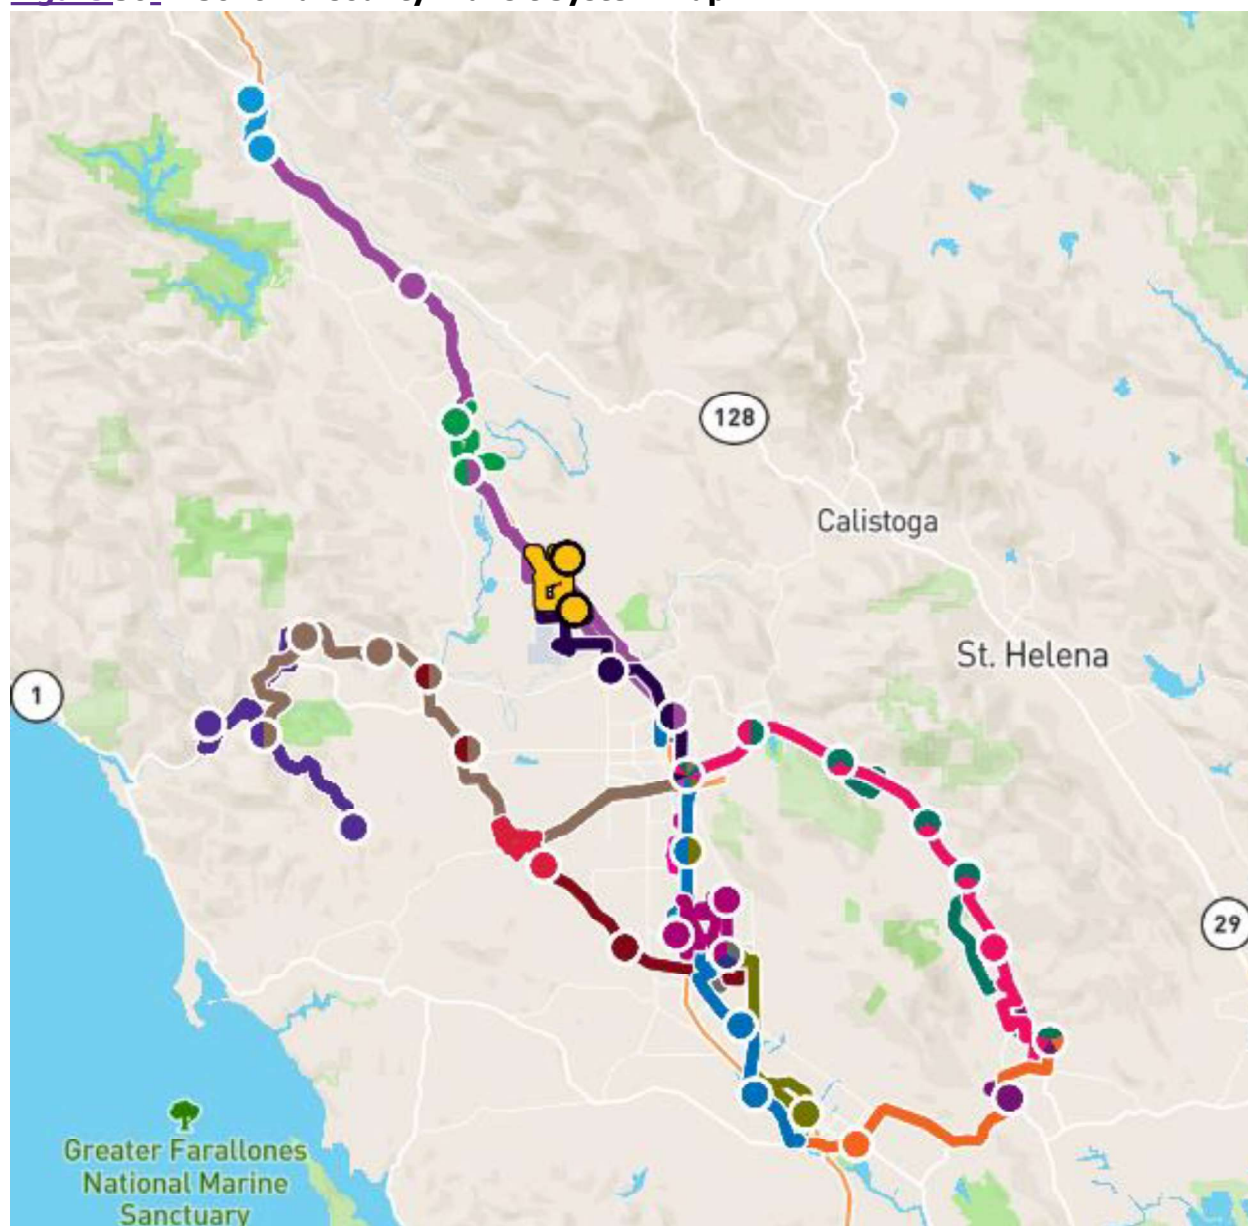 128
Calistoga
St. Helena
1
29
Greater Farallones
National Marine
Sanctuary